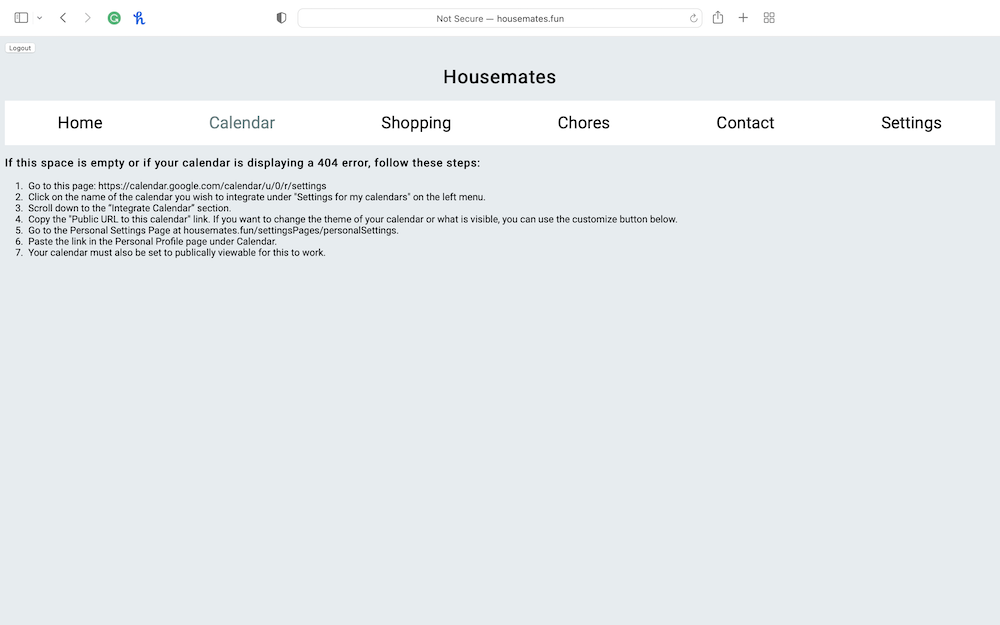 Not Secure — housemates.fun
Logout
Housemates
Home Calendar Shopping Chores Contact Settings
If this space is empty or if your calendar is displaying a 404 error, follow these steps:
1. Go to this page: https://calendar.google.com/calendar/u/0/r/settings
2. Click on the name of the calendar you wish to integrate under "Settings for my calendars" on the left menu.
3. Scroll down to the "Integrate Calendar" section.
4. Copy the "Public URL to this calendar" link. If you want to change the theme of your calendar or what is visible, you can use the customize button below.
5. Go to the Personal Settings Page at housemates.fun/settingsPages/personalSettings.
6. Paste the link in the Personal Profile page under Calendar.
7. Your calendar must also be set to publically viewable for this to work.